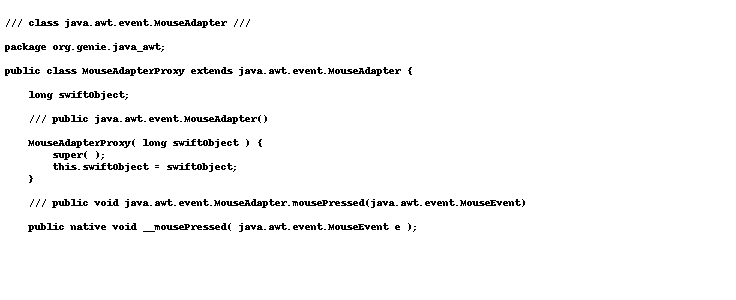 /// class java.awt.event.MouseAdapter ///
package org.genie.java_awt;
public class MouseAdapterProxy extends java.awt.event.MouseAdapter {
long swiftObject;
/// public java.awt.event.MouseAdapter()
MouseAdapterProxy( long swiftObject ) {
super( );
this.swiftObject = swiftObject;
}
/// public void java.awt.event.MouseAdapter.mousePressed(java.awt.event.MouseEvent)
public native void __mousePressed( java.awt.event.MouseEvent e );